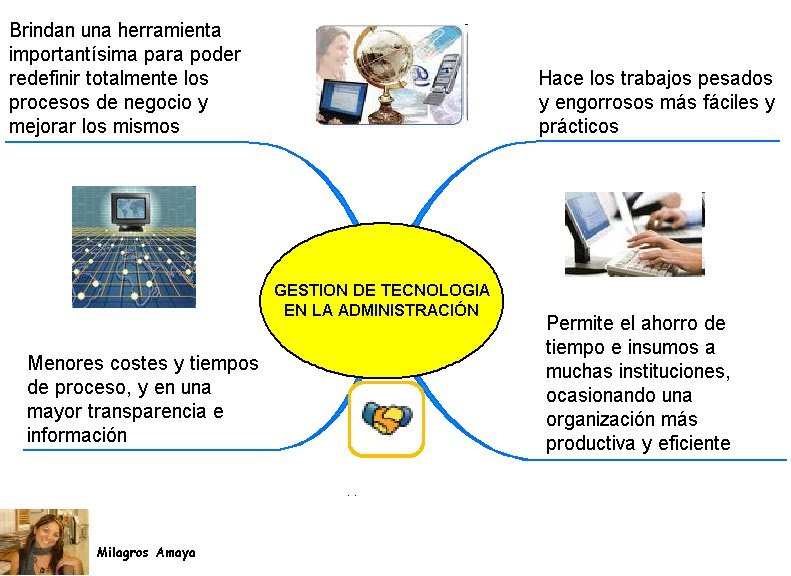 Brindan una herramienta
importantísima para poder
redefinir totalmente los
procesos de negocio y
mejorar los mismos
Hace los trabajos pesados
y engorrosos más fáciles y
prácticos
GESTION DE TECNOLOGIA
EN LA ADMINISTRACIÓN
Menores costes y tiempos
de proceso, y en una
mayor transparencia e
información
Permite el ahorro de
tiempo e insumos a
muchas instituciones,
ocasionando una
organización más
productiva y eficiente
Milagros Amaya